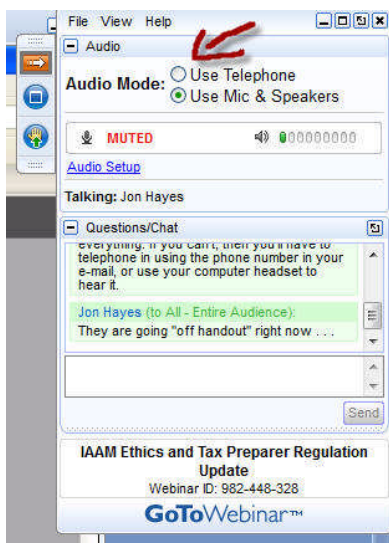 File View Help
Audio
Audio Mode:
Use Telephone
Use Mic & Speakers
MUTED
Audio Setup
Talking: Jon Hayes
Questions/Chat
everything. If you can't, then you'll have to
telephone in using the phone number in your
e-mail, or use your computer headset to
hear it.
Jon Hayes (to All - Entire Audience):
They are going "off handout" right now . . .
Send
IAAM Ethics and Tax Preparer Regulation
Update
Webinar ID: 982-448-328
GoToWebinar™